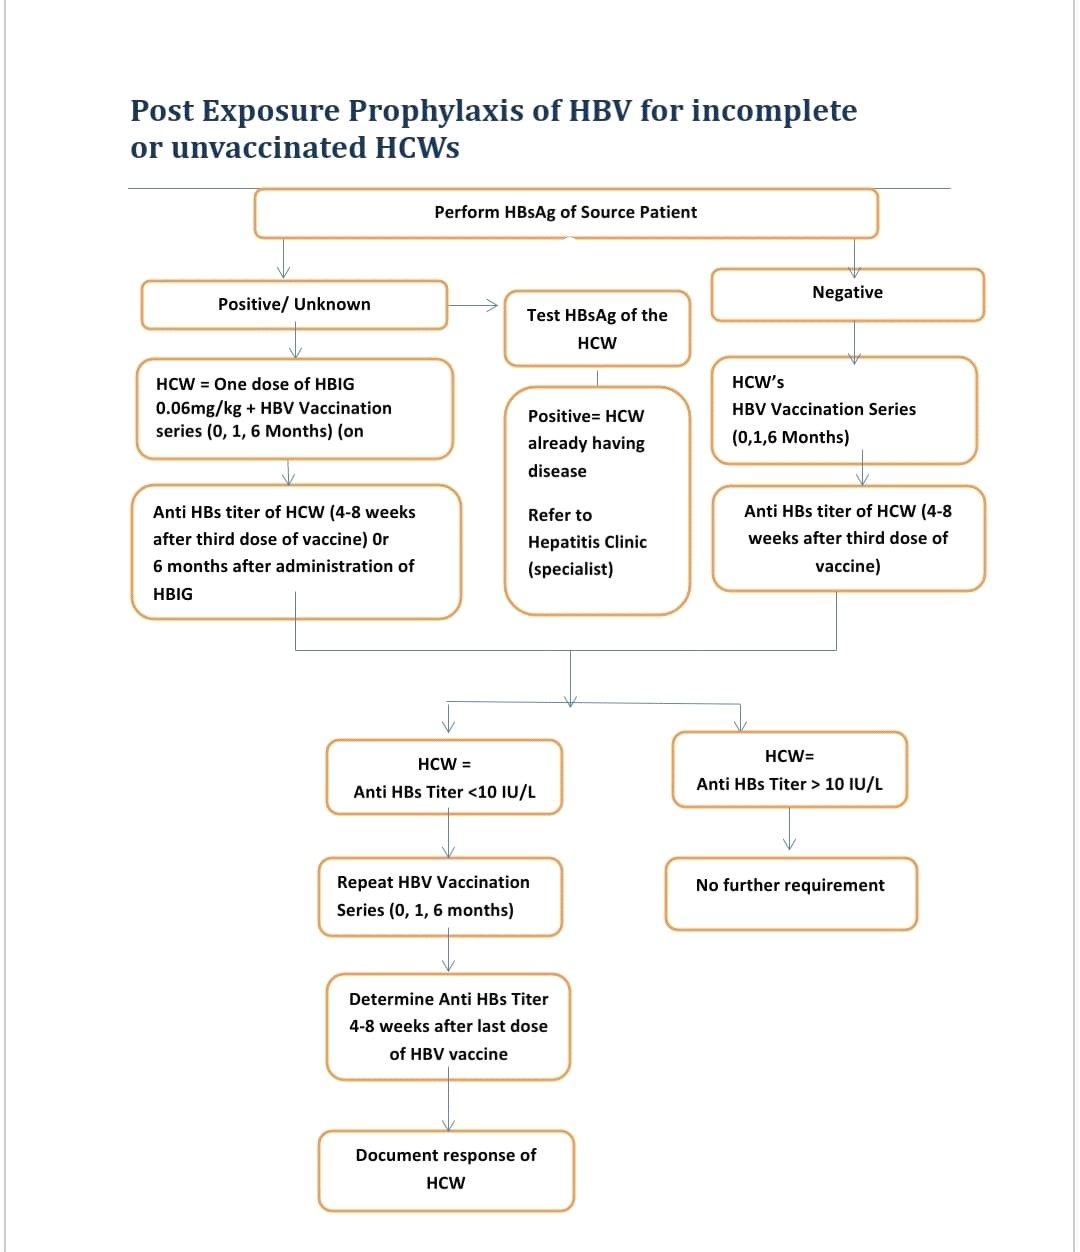 Post Exposure Prophylaxis of HBV for incomplete
or unvaccinated HCWs
Perform HBsAg of Source Patient
Positive/ Unknown
Test HBsAg of the
HCW
Negative
HCW = One dose of HBIG
0.06mg/kg + HBV Vaccination
series (0, 1, 6 Months) (on
Positive= HCW
already having
disease
Refer to
Hepatitis Clinic
(specialist)
HCW’s
HBV Vaccination Series
(0,1,6 Months)
Anti HBs titer of HCW (4-8 weeks
after third dose of vaccine) Or
6 months after administration of
HBIG
Anti HBs titer of HCW (4-8
weeks after third dose of
vaccine)
HCW =
Anti HBs Titer <10 IU/L
HCW=
Anti HBs Titer > 10 IU/L
Repeat HBV Vaccination
Series (0, 1, 6 months)
No further requirement
Determine Anti HBs Titer
4-8 weeks after last dose
of HBV vaccine
Document response of
HCW